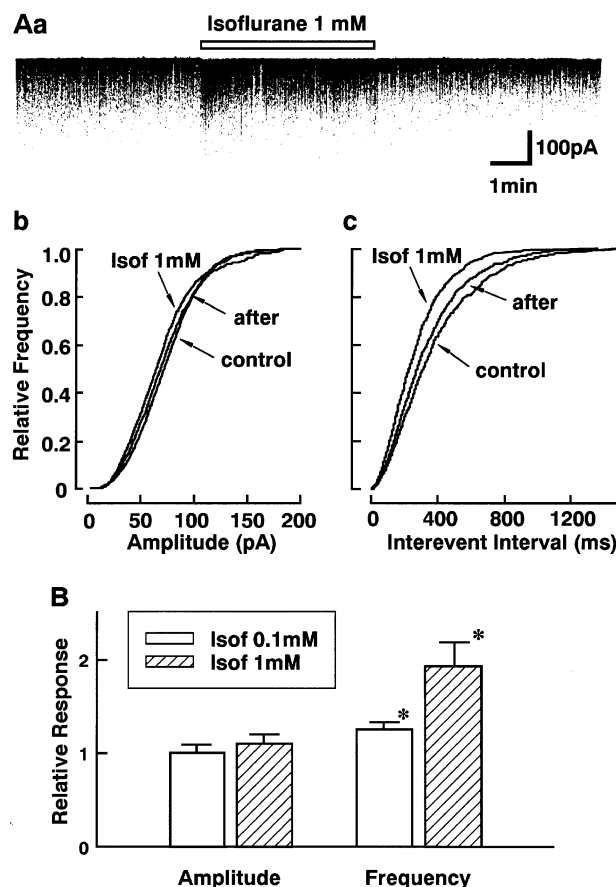 Aa
Isoflurane 1 mM
100pA
1min
b
c
Relative Frequency
1.0
0.8
0.6
0.4
0.2
0
Isof 1mM
after
control
0 50 100 150 200
Amplitude (pA)
Isof 1mM
after
control
0 400 800 1200
Interevent Interval (ms)
B
Relative Response
2
1
0
Isof 0.1mM
Isof 1mM
*
*
Amplitude Frequency